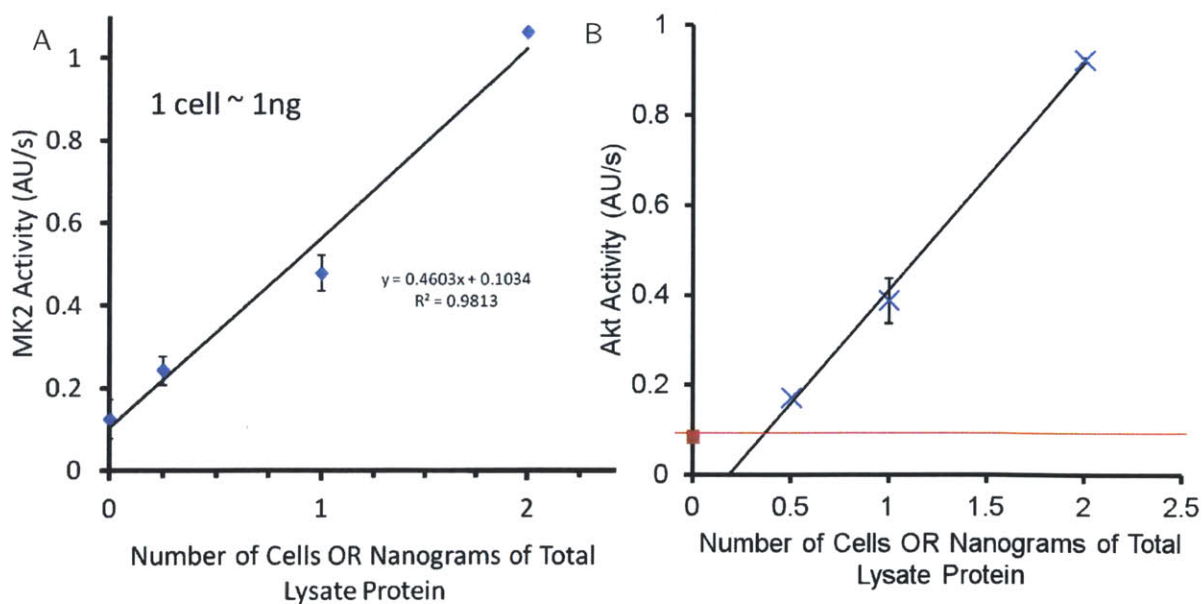 A
MK2 Activity (AU/s)
1
0.8
0.6
0.4
0.2
0
1 cell ~ 1ng
y = 0.4603x + 0.1034
R² = 0.9813
0
1
2
Number of Cells OR Nanograms of Total
Lysate Protein
B
Akt Activity (AU/s)
1
0.8
0.6
0.4
0.2
0
0
0.5
1
1.5
2
2.5
Number of Cells OR Nanograms of Total
Lysate Protein